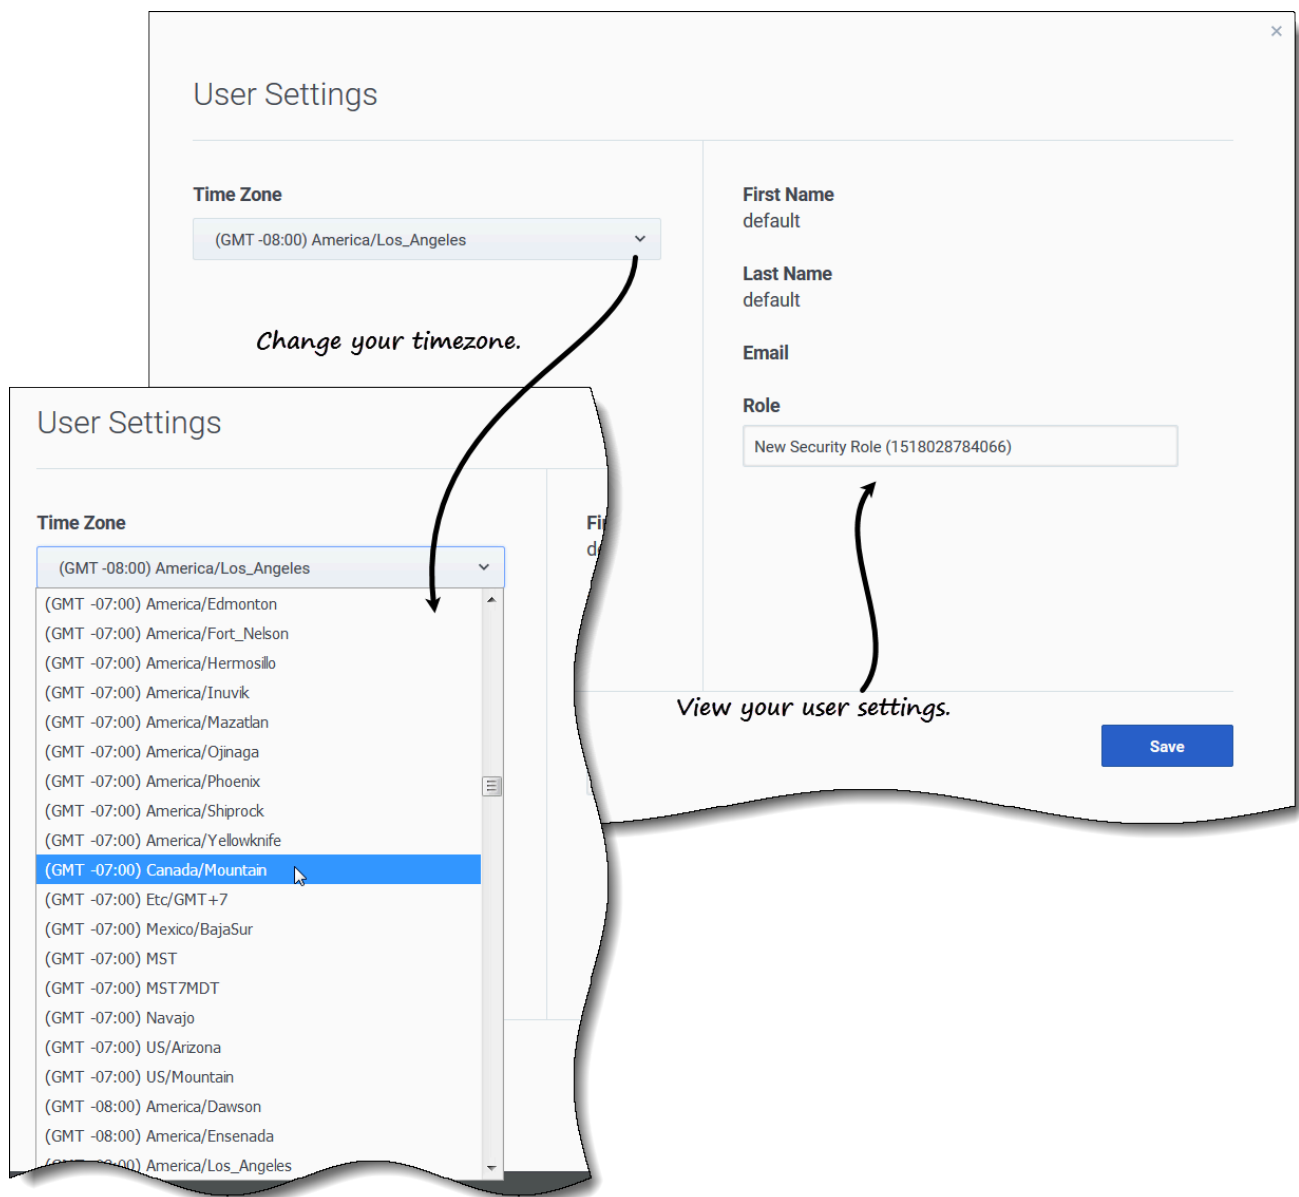 ×
User Settings
Time Zone
(GMT -08:00) America/Los_Angeles
Change your timezone.
First Name
default
Last Name
default
Email
Role
New Security Role (1518028784066)
View your user settings.
Save
User Settings
Time Zone
(GMT -08:00) America/Los_Angeles
(GMT -07:00) America/Edmonton
(GMT -07:00) America/Fort_Nelson
(GMT -07:00) America/Hermosillo
(GMT -07:00) America/Inuvik
(GMT -07:00) America/Mazatlan
(GMT -07:00) America/Ojinaga
(GMT -07:00) America/Phoenix
(GMT -07:00) America/Shiprock
(GMT -07:00) America/Yellowknife
(GMT -07:00) Canada/Mountain
(GMT -07:00) Etc/GMT+7
(GMT -07:00) Mexico/BajaSur
(GMT -07:00) MST
(GMT -07:00) MST7MDT
(GMT -07:00) Navajo
(GMT -07:00) US/Arizona
(GMT -07:00) US/Mountain
(GMT -08:00) America/Dawson
(GMT -08:00) America/Ensenada
(GMT -08:00) America/Los_Angeles